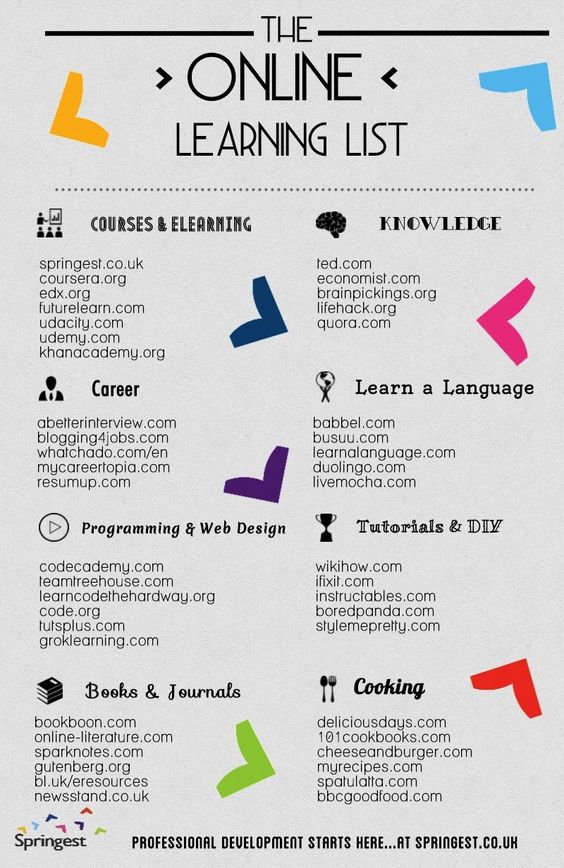 THE
> ONLINE <
LEARNING LIST
COURSES & ELEARNING
springest.co.uk
coursera.org
edx.org
futurelearn.com
udacity.com
udemy.com
khanacademy.org
KNOWLEDGE
ted.com
economist.com
brainpickings.org
lifehack.org
quora.com
Career
abetterinterview.com
blogging4jobs.com
whatchado.com/en
mycareertopia.com
resumup.com
Learn a Language
babbel.com
busuu.com
learnalanguage.com
duolingo.com
livemocha.com
Programming & Web Design
codecademy.com
teamtreehouse.com
learncodethehardway.org
code.org
tutsplus.com
groklearning.com
Tutorials & DIY
wikihow.com
ifixit.com
instructables.com
boredpanda.com
stylemepretty.com
Books & Journals
bookboon.com
online-literature.com
sparknotes.com
gutenberg.org
bl.uk/eresources
newsstand.co.uk
Cooking
deliciousdays.com
101cookbooks.com
cheeseandburger.com
myrecipes.com
spatulatta.com
bbcgoodfood.com
Springest
PROFESSIONAL DEVELOPMENT STARTS HERE...AT SPRINGEST.CO.UK